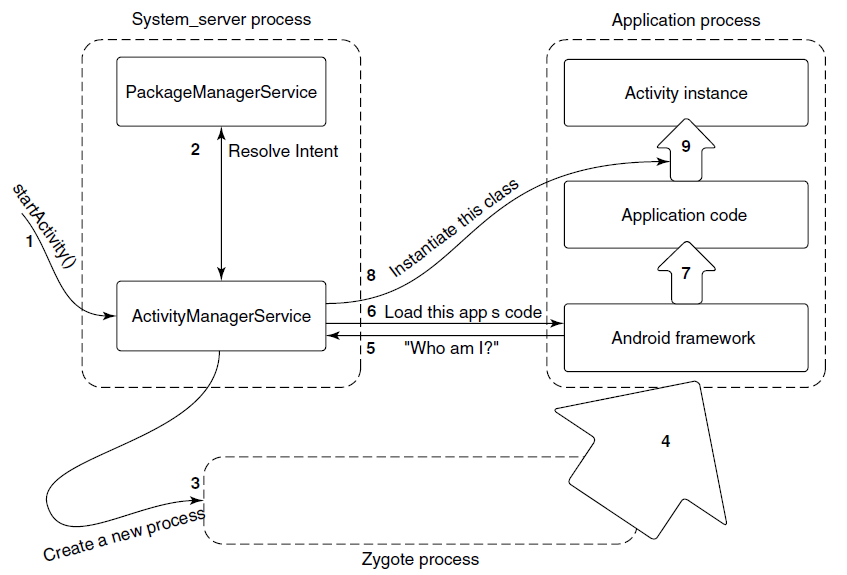 System_server process
Application process
PackageManagerService
Activity instance
2
Resolve Intent
9
startActivity()
1
Application code
8
Instantiate this class
7
ActivityManagerService
6
Load this app s code
Android framework
5
"Who am I?"
4
3
Create a new process
Zygote process